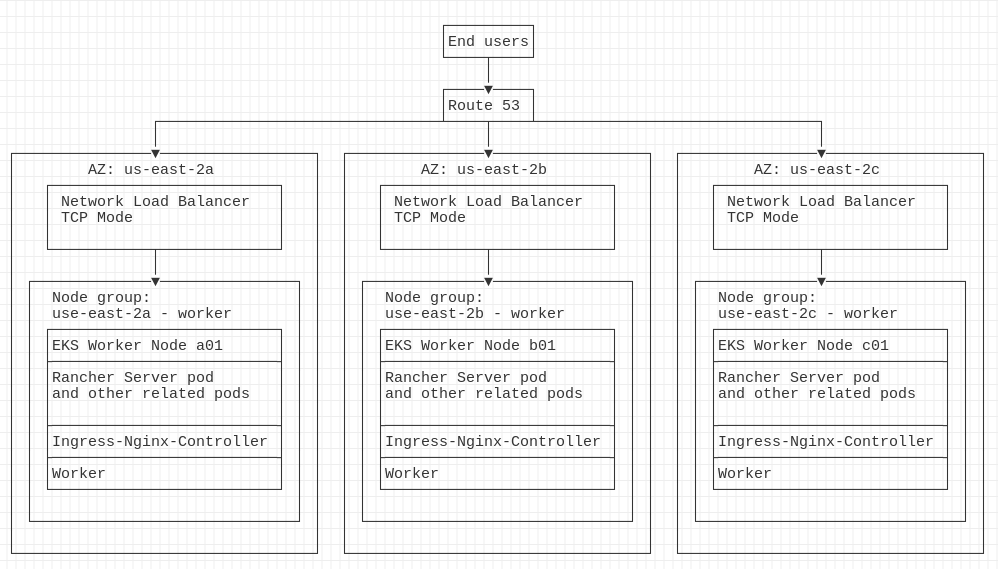 End users
Route 53
AZ: us-east-2a
Network Load Balancer
TCP Mode
Node group:
use-east-2a - worker
EKS Worker Node a01
Rancher Server pod
and other related pods
Ingress-Nginx-Controller
Worker
AZ: us-east-2b
Network Load Balancer
TCP Mode
Node group:
use-east-2b - worker
EKS Worker Node b01
Rancher Server pod
and other related pods
Ingress-Nginx-Controller
Worker
AZ: us-east-2c
Network Load Balancer
TCP Mode
Node group:
use-east-2c - worker
EKS Worker Node c01
Rancher Server pod
and other related pods
Ingress-Nginx-Controller
Worker